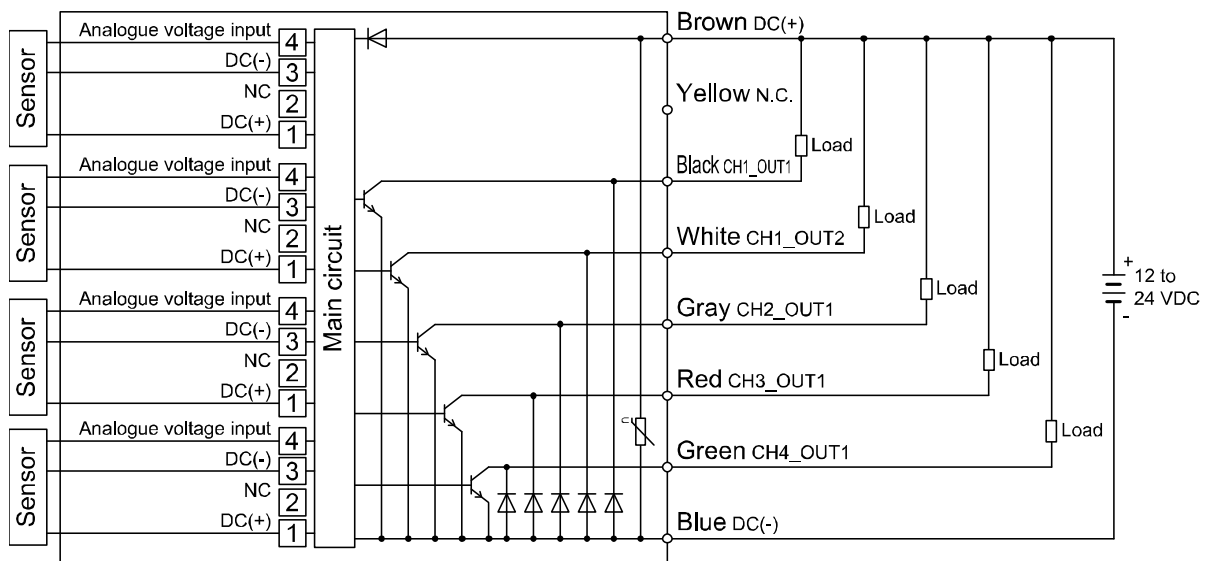 Sensor
Analogue voltage input 4
DC(-) 3
NC 2
DC(+) 1
Sensor
Analogue voltage input 4
DC(-) 3
NC 2
DC(+) 1
Sensor
Analogue voltage input 4
DC(-) 3
NC 2
DC(+) 1
Sensor
Analogue voltage input 4
DC(-) 3
NC 2
DC(+) 1
Main circuit
Brown DC(+)
Yellow N.C.
Load
Black CH1_OUT1
Load
White CH1_OUT2
Load
Gray CH2_OUT1
Load
Red CH3_OUT1
Load
Green CH4_OUT1
Blue DC(-)
+
12 to
24 VDC
-